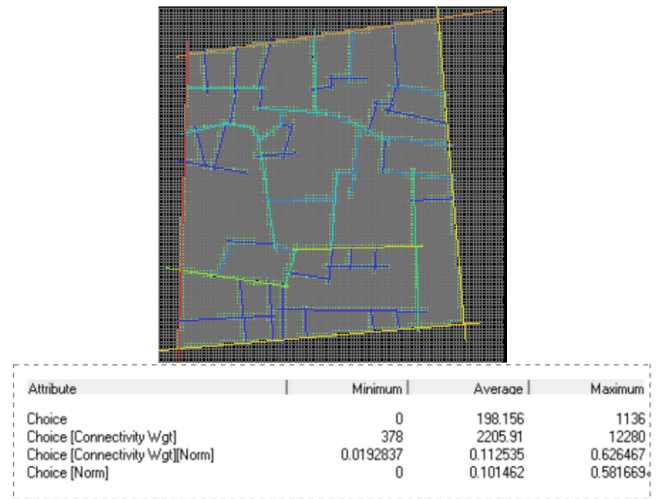 Attribute Minimum Average Maximum
Choice 0 198.156 1136
Choice [Connectivity Wgt] 378 2205.91 12280
Choice [Connectivity Wgt][Norm] 0.0192837 0.112535 0.626467
Choice [Norm] 0 0.101462 0.581669